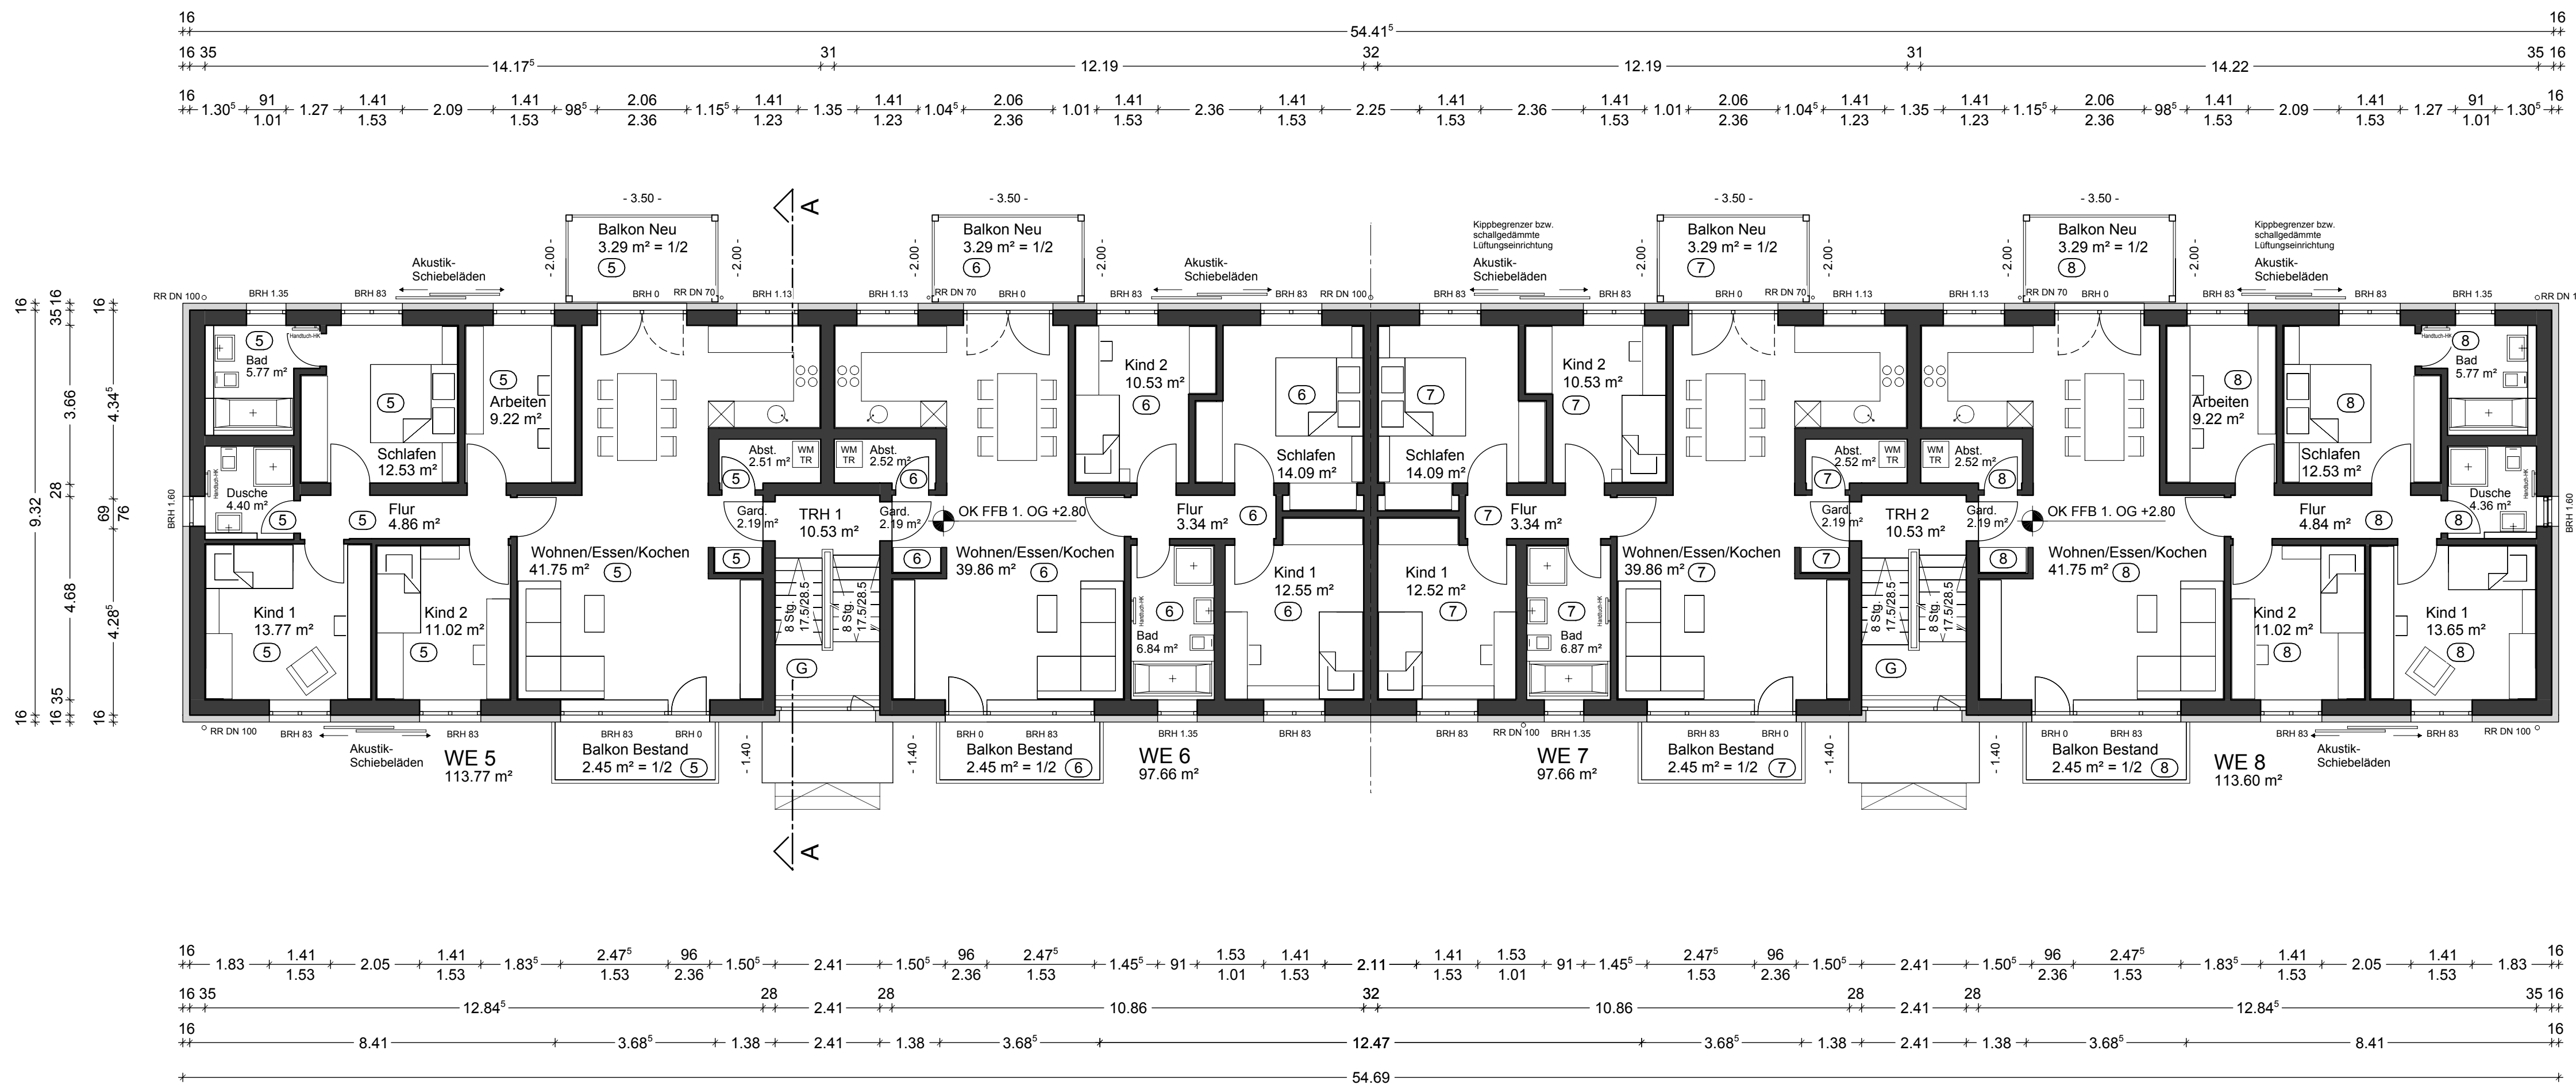 16 16
54.41⁵
16 35 31 32 31 35 16
14.17⁵ 12.19 12.19 14.22
16 91 1.41 1.41 2.06 1.41 1.41 2.06 1.41 1.41 1.41 1.41 2.06 1.41 1.41 2.06 1.41 1.41 91 16
1.30⁵ 1.27 2.09 98⁵ 1.15⁵ 1.35 1.04⁵ 1.01 2.36 2.25 2.36 1.01 1.04⁵ 1.35 1.15⁵ 98⁵ 2.09 1.27 1.30⁵
1.01 1.53 1.53 2.36 1.23 1.23 2.36 1.53 1.53 1.53 1.53 2.36 1.23 1.23 2.36 1.53 1.53 1.01
- 3.50 - A - 3.50 - - 3.50 - - 3.50 -
Balkon Neu
3.29 m² = 1/2
5
- 2.00 - - 2.00 -
Balkon Neu
3.29 m² = 1/2
6
- 2.00 - - 2.00 -
Kippbegrenzer bzw.
schallgedämmte
Lüftungseinrichtung
Balkon Neu
3.29 m² = 1/2
7
- 2.00 - - 2.00 -
Balkon Neu
3.29 m² = 1/2
8
- 2.00 - - 2.00 -
Kippbegrenzer bzw.
schallgedämmte
Lüftungseinrichtung
Akustik-
Schiebeläden
Akustik-
Schiebeläden
Akustik-
Schiebeläden
Akustik-
Schiebeläden
RR DN 100 BRH 1.35 BRH 83 BRH 0 RR DN 70 BRH 1.13 BRH 1.13 RR DN 70 BRH 0 BRH 83 BRH 83 RR DN 100 BRH 83 BRH 83 BRH 0 RR DN 70 BRH 1.13 BRH 1.13 RR DN 70 BRH 0 BRH 83 BRH 83 BRH 1.35 RR DN 1
16 9.32 16
16 35 3.66 28 4.68 35 16
16 4.34⁵ 69 76 4.28⁵ 16
BRH 1.60
5
Bad
5.77 m²
Handtuch-HK
5
Schlafen
12.53 m²
5
Arbeiten
9.22 m²
Dusche
4.40 m²
Handtuch-HK
5
5
Flur
4.86 m²
Kind 1
13.77 m²
5
Kind 2
11.02 m²
5
Wohnen/Essen/Kochen
41.75 m²
5
Abst.
2.51 m²
WM
TR
5
Gard.
2.19 m²
5
TRH 1
10.53 m²
8 Stg.
17.5/28.5
8 Stg.
17.5/28.5
G
WM
TR
Abst.
2.52 m²
6
Gard.
2.19 m²
6
OK FFB 1. OG +2.80
Wohnen/Essen/Kochen
39.86 m²
6
Kind 2
10.53 m²
6
6
Schlafen
14.09 m²
Flur
3.34 m²
6
6
Bad
6.84 m²
Handtuch-HK
Kind 1
12.55 m²
6
7
Schlafen
14.09 m²
Kind 2
10.53 m²
7
7
Flur
3.34 m²
Kind 1
12.52 m²
7
7
Bad
6.87 m²
Handtuch-HK
Wohnen/Essen/Kochen
39.86 m²
7
Abst.
2.52 m²
WM
TR
7
Gard.
2.19 m²
7
TRH 2
10.53 m²
8 Stg.
17.5/28.5
8 Stg.
17.5/28.5
G
WM
TR
Abst.
2.52 m²
8
Gard.
2.19 m²
8
OK FFB 1. OG +2.80
Wohnen/Essen/Kochen
41.75 m²
8
8
Arbeiten
9.22 m²
8
Schlafen
12.53 m²
Handtuch-HK
8
Bad
5.77 m²
Dusche
4.36 m²
Handtuch-HK
Flur
4.84 m²
8
8
Kind 2
11.02 m²
8
Kind 1
13.65 m²
8
BRH 1.60
RR DN 100 BRH 83 BRH 83 BRH 83 BRH 0 BRH 0 BRH 83 BRH 1.35 BRH 83 BRH 83 RR DN 100 BRH 1.35 BRH 83 BRH 0 BRH 0 BRH 83 BRH 83 BRH 83 RR DN 100
Akustik-
Schiebeläden
WE 5
113.77 m²
Balkon Bestand
2.45 m² = 1/2 5
- 1.40 - - 1.40 -
Balkon Bestand
2.45 m² = 1/2 6
WE 6
97.66 m²
WE 7
97.66 m²
Balkon Bestand
2.45 m² = 1/2 7
- 1.40 - - 1.40 -
Balkon Bestand
2.45 m² = 1/2 8
WE 8
113.60 m²
Akustik-
Schiebeläden
A
16 1.41 1.41 2.47⁵ 96 96 2.47⁵ 1.53 1.41 1.41 1.53 2.47⁵ 96 96 2.47⁵ 1.41 1.41 16
1.83 2.05 1.83⁵ 1.50⁵ 2.41 1.50⁵ 1.45⁵ 91 2.11 91 1.45⁵ 1.50⁵ 2.41 1.50⁵ 1.83⁵ 2.05 1.83
1.53 1.53 1.53 2.36 2.36 1.53 1.01 1.53 1.53 1.01 1.53 2.36 2.36 1.53 1.53 1.53
16 35 28 28 32 28 28 35 16
12.84⁵ 2.41 10.86 10.86 2.41 12.84⁵
16 16
8.41 3.68⁵ 1.38 2.41 1.38 3.68⁵ 12.47 3.68⁵ 1.38 2.41 1.38 3.68⁵ 8.41
54.69